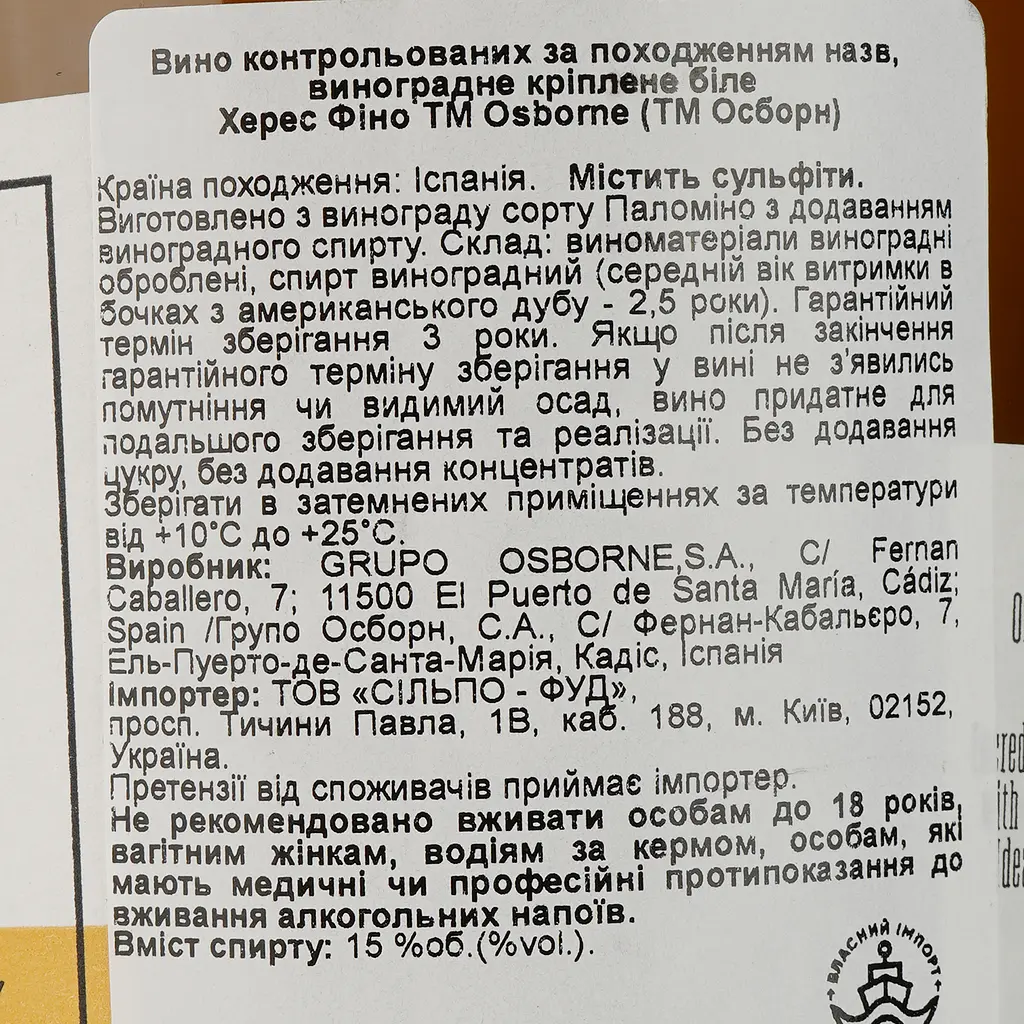 Вино контрольованих за походженням назв,
виноградне кріплене біле
Херес Фіно ТМ Osborne (ТМ Осборн)
Країна походження: Іспанія. Містить сульфіти.
Виготовлено з винограду сорту Паломіно з додаванням
виноградного спирту. Склад: виноматеріали виноградні
оброблені, спирт виноградний (середній вік витримки в
бочках з американського дубу - 2,5 роки). Гарантійний
термін зберігання 3 роки. Якщо після закінчення
гарантійного терміну зберігання у вині не з'явились
помутніння чи видимий осад, вино придатне для
подальшого зберігання та реалізації. Без додавання
цукру, без додавання концентратів.
Зберігати в затемнених приміщеннях за температури
від +10°С до +25°С.
Виробник: GRUPO OSBORNE,S.A., C/ Fernan
Caballero, 7; 11500 El Puerto de Santa María, Cádiz;
Spain /Групо Осборн, С.А., С/ Фернан-Кабальєро, 7,
Ель-Пуерто-де-Санта-Марія, Кадіс, Іспанія
Імпортер: ТОВ «СІЛЬПО - ФУД»,
просп. Тичини Павла, 1В, каб. 188, м. Київ, 02152,
Україна.
Претензії від споживачів приймає імпортер.
Не рекомендовано вживати особам до 18 років,
вагітним жінкам, водіям за кермом, особам, які
мають медичні чи професійні протипоказання до
вживання алкогольних напоїв.
Вміст спирту: 15 %об.(%vol.).
ВЛАСНИЙ ІМПОРТ